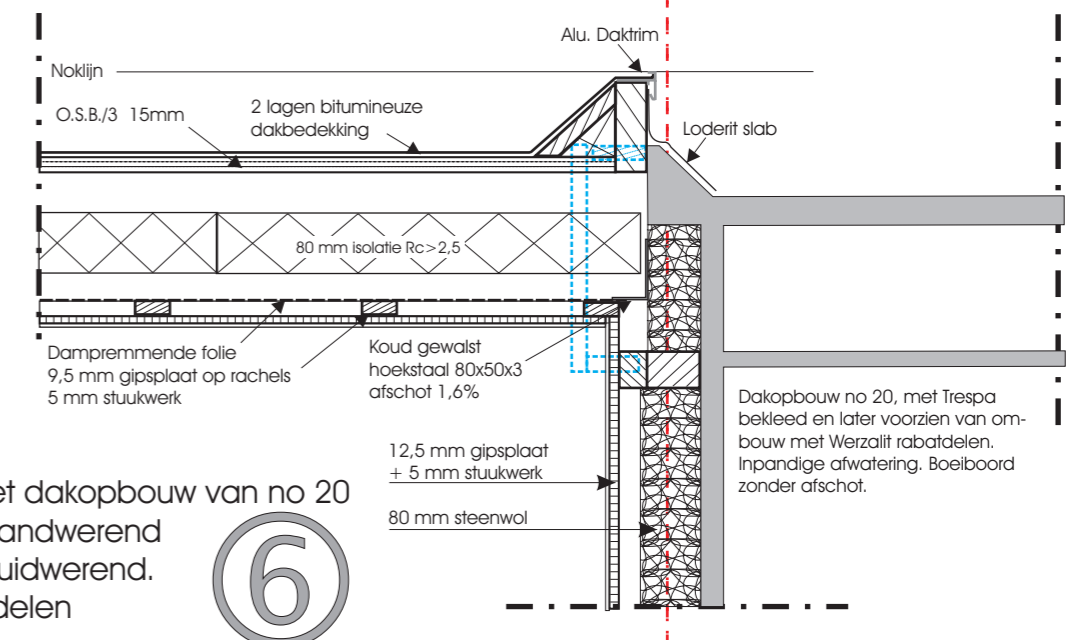 Alu. Daktrim
Noklijn
O.S.B./3 15mm
2 lagen bitumineuze
dakbedekking
Loderit slab
80 mm isolatie Rc>2,5
Dampremmende folie
9,5 mm gipsplaat op rachels
5 mm stuukwerk
Koud gewalst
hoekstaal 80x50x3
afschot 1,6%
Dakopbouw no 20, met Trespa
bekleed en later voorzien van om-
bouw met Werzalit rabatdelen.
Inpandige afwatering. Boeiboord
zonder afschot.
12,5 mm gipsplaat
+ 5 mm stuukwerk
80 mm steenwol
et dakopbouw van no 20
andwerend
uidwerend.
delen
6